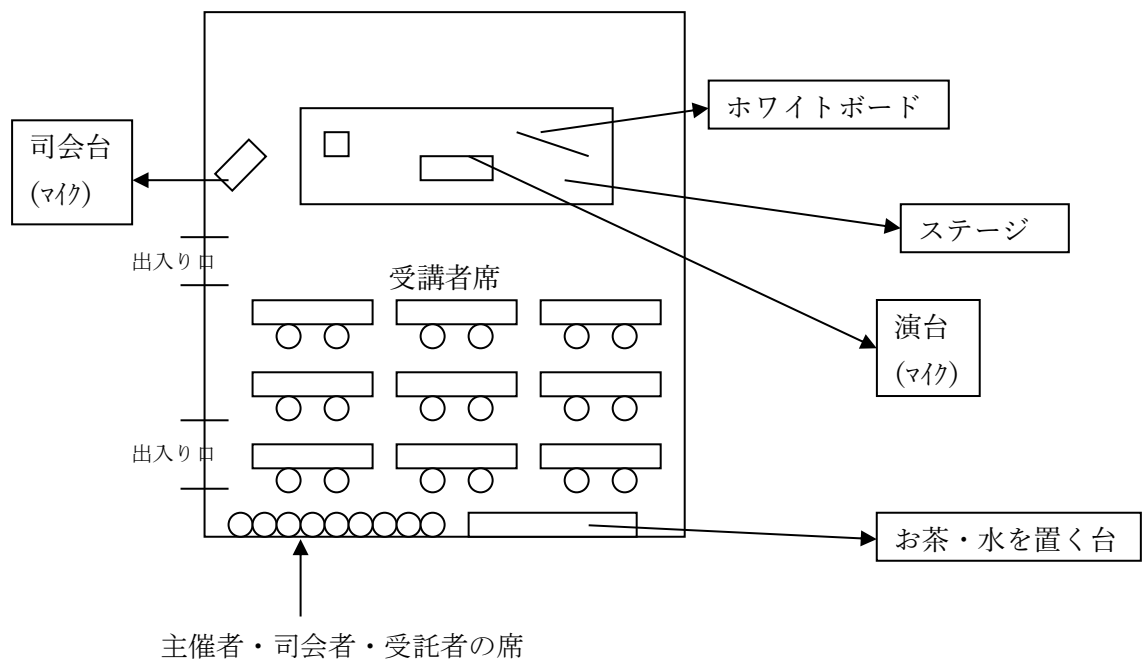 ホワイトボード
司会台
(ﾏｲｸ)
ステージ
出入り口
受講者席
演台
(ﾏｲｸ)
出入り口
お茶・水を置く台
主催者・司会者・受託者の席